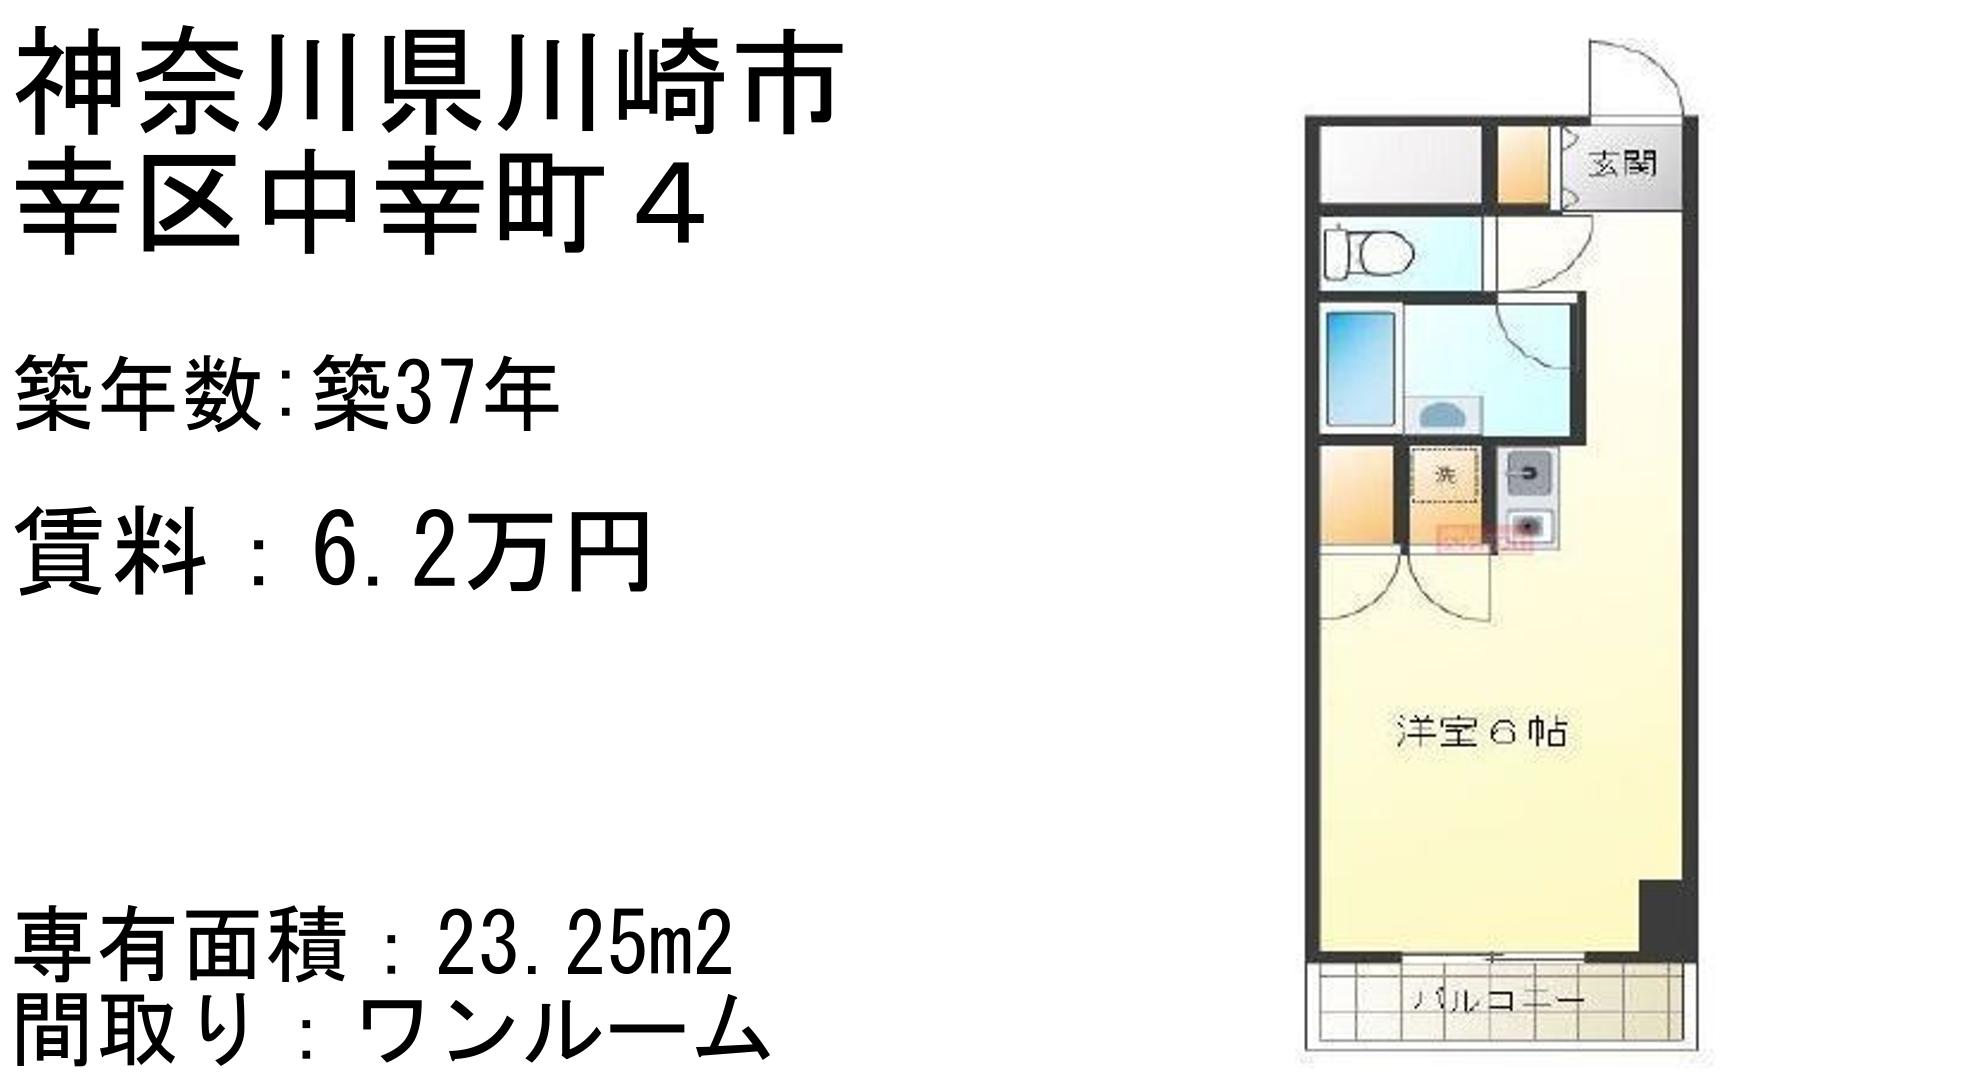 神奈川県川崎市
幸区中幸町４
築年数:築37年
賃料：6.2万円
専有面積：23.25m2
間取り：ワンルーム
玄関
洗
洋室６帖
バルコニー